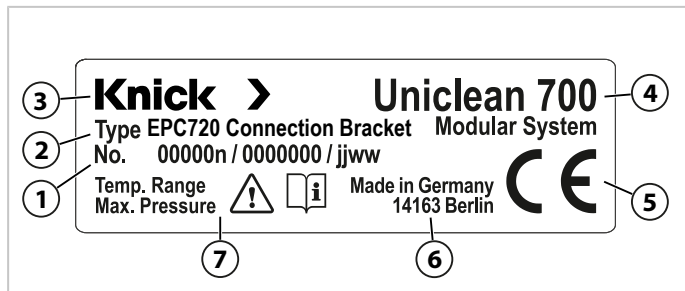 Knick
Uniclean 700
Type EPC720 Connection Bracket
Modular System
No. 00000n / 0000000 / jjww
Temp. Range
Max. Pressure
i
Made in Germany
14163 Berlin
CE
3
2
1
4
5
7
6